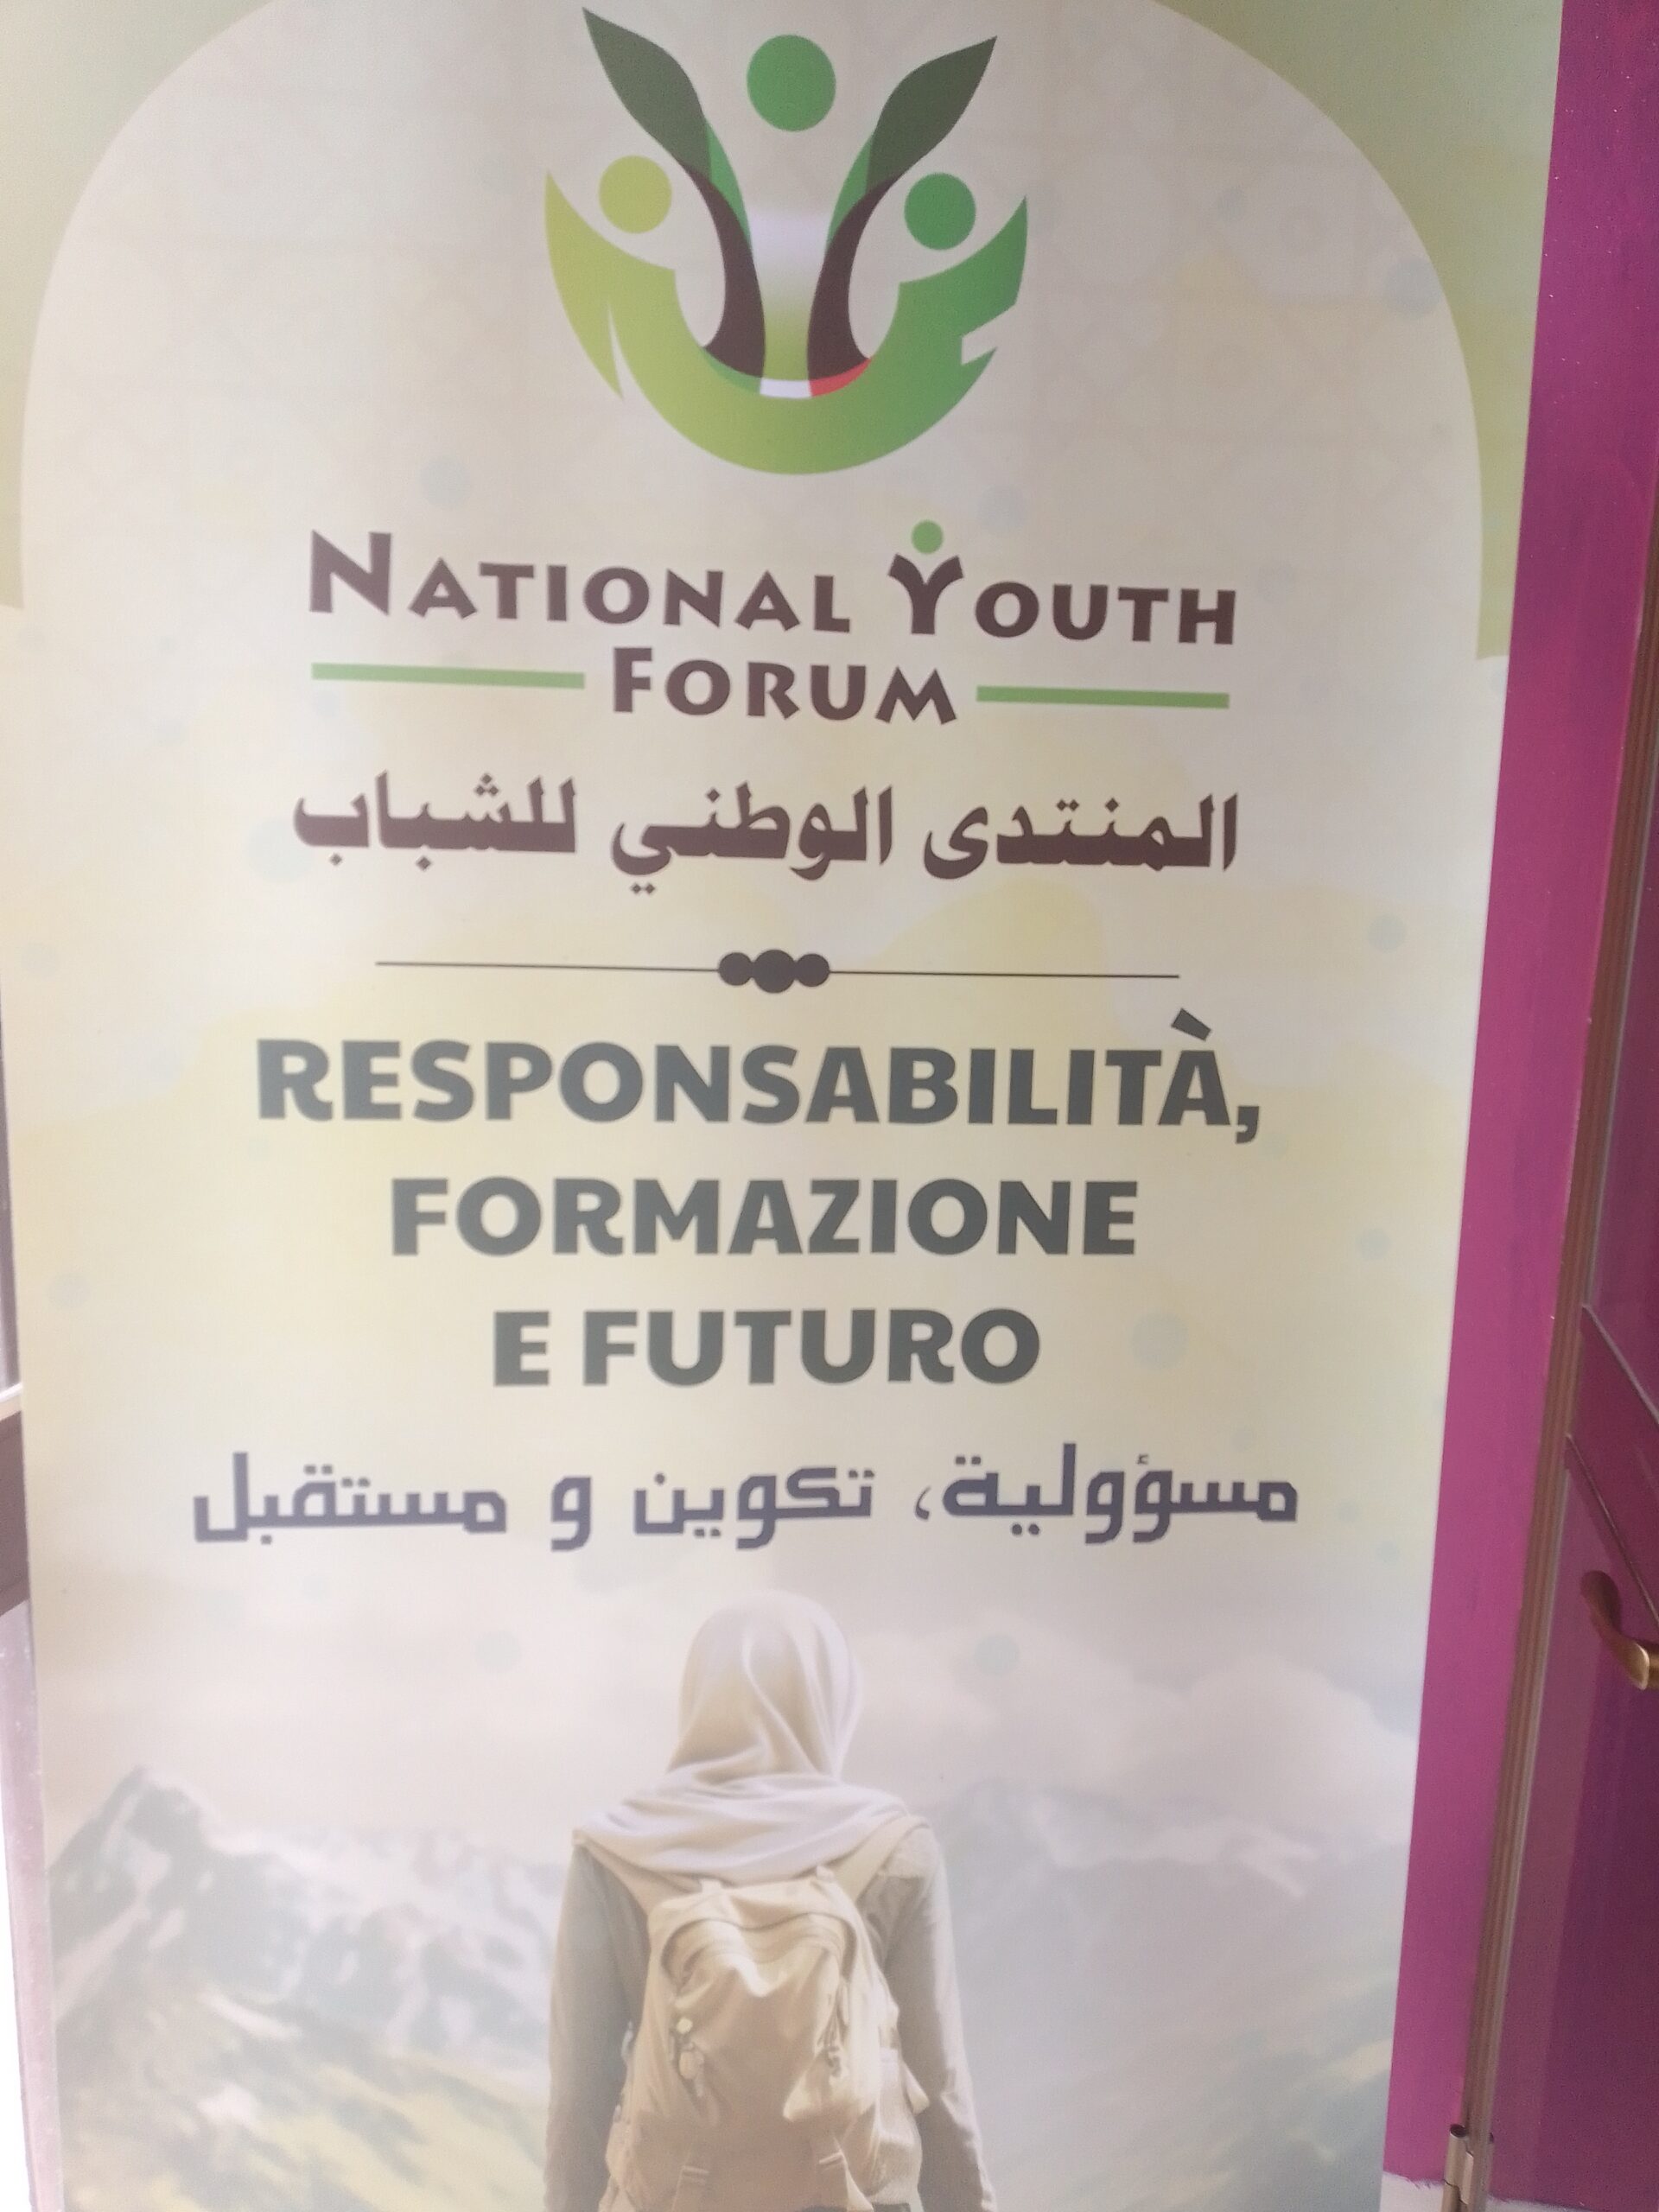 NATIONAL YOUTH
FORUM
المنتدى الوطني للشباب
RESPONSABILITÀ,
FORMAZIONE
E FUTURO
مسؤولية، تكوين و مستقبل